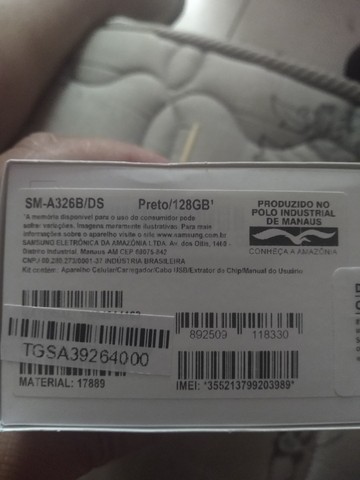 SM-A326B/DS Preto/128GB¹
¹A memória disponível para o uso do consumidor pode
sofrer variações. Imagens meramente ilustrativas. Para mais
informações sobre o aparelho visite o site www.samsung.com.br
SAMSUNG ELETRÔNICA DA AMAZÔNIA LTDA. Av. dos Oitis, 1460 -
Distrito Industrial. Manaus-AM CEP 69075-842
CNPJ: 00.280.273/0001-37 INDÚSTRIA BRASILEIRA
Kit contém: Aparelho Celular/Carregador/Cabo USB/Extrator de Chip/Manual do Usuário
PRODUZIDO NO
POLO INDUSTRIAL
DE MANAUS
CONHEÇA A AMAZÔNIA
892509 118330
TGSA39264000
MATERIAL: 17889
IMEI: *355213799203989*